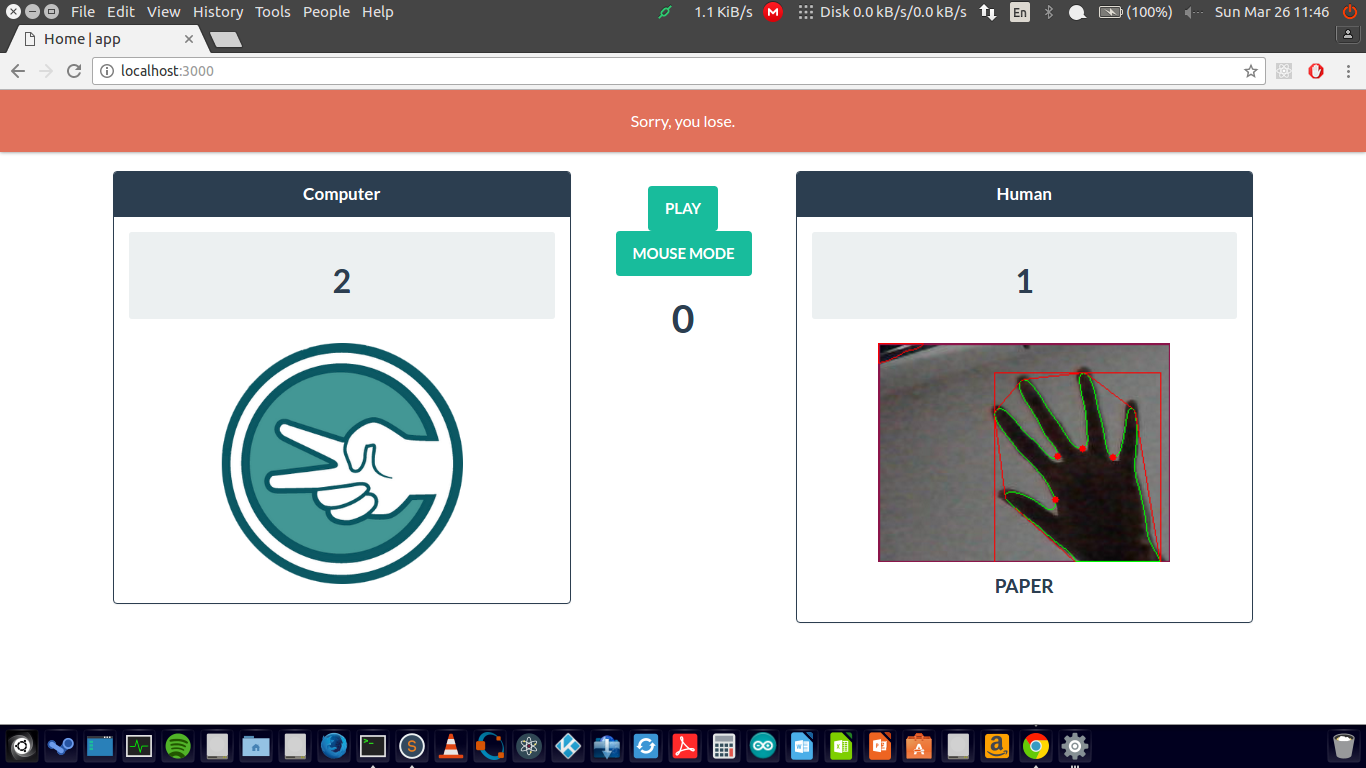 File Edit View History Tools People Help
1.1 KiB/s M Disk 0.0 kB/s/0.0 kB/s En (100%) Sun Mar 26 11:46
Home | app
localhost:3000
Sorry, you lose.
Computer
2
PLAY
MOUSE MODE
0
Human
1
PAPER